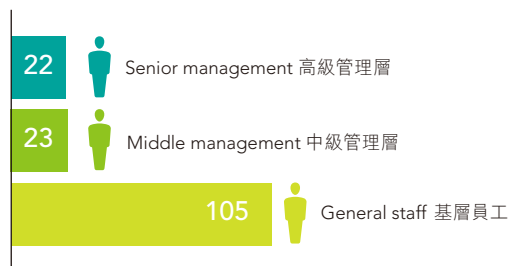 22 Senior management 高級管理層
23 Middle management 中級管理層
105 General staff 基層員工